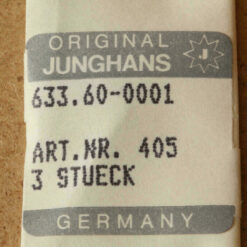 ORIGINAL
JUNGHANS
J
633.60-0001
ART.NR. 405
3 STUECK
GERMANY